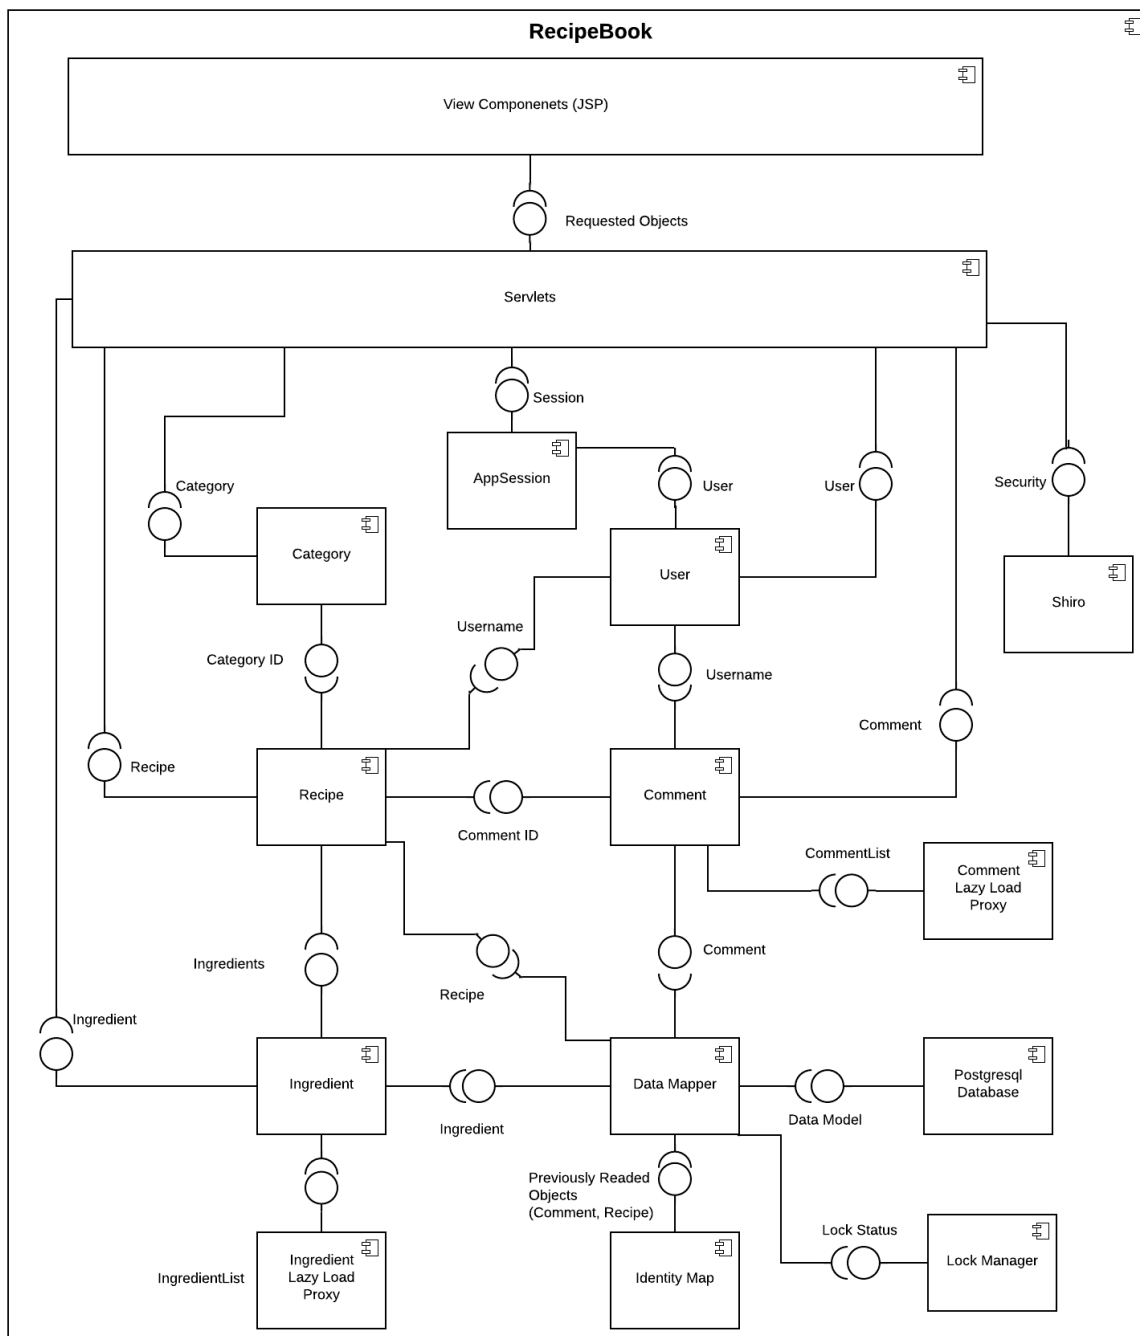 RecipeBook
View Componenets (JSP)
Requested Objects
Servlets
Session
Category
AppSession
User
User
Security
Category
User
Shiro
Username
Category ID
Username
Comment
Recipe
Recipe
Comment
Comment ID
CommentList
Comment
Lazy Load
Proxy
Comment
Ingredients
Recipe
Ingredient
Ingredient
Data Mapper
Postgresql
Database
Ingredient
Data Model
Previously Readed
Objects
(Comment, Recipe)
Lock Status
IngredientList
Ingredient
Lazy Load
Proxy
Identity Map
Lock Manager